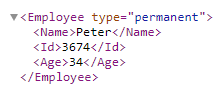 <Employee type="permanent">
<Name>Peter</Name>
<Id>3674</Id>
<Age>34</Age>
</Employee>